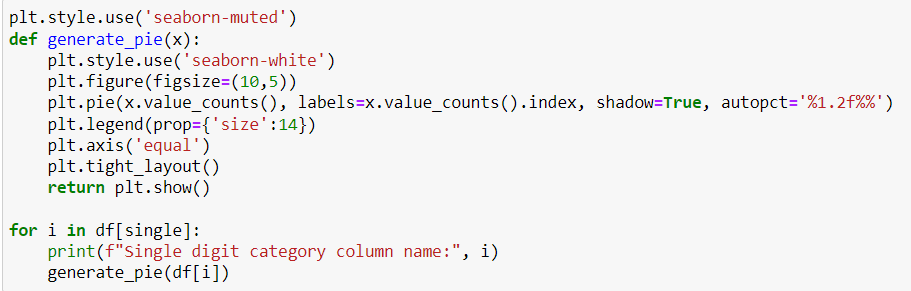 plt.style.use('seaborn-muted')
def generate_pie(x):
    plt.style.use('seaborn-white')
    plt.figure(figsize=(10,5))
    plt.pie(x.value_counts(), labels=x.value_counts().index, shadow=True, autopct='%1.2f%%')
    plt.legend(prop={'size':14})
    plt.axis('equal')
    plt.tight_layout()
    return plt.show()

for i in df[single]:
    print(f"Single digit category column name:", i)
    generate_pie(df[i])